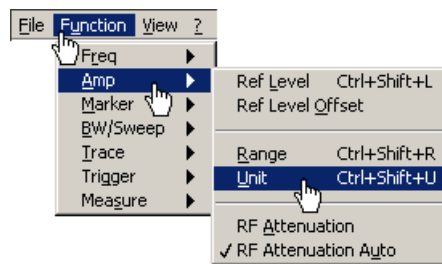 File Function View ?
Freq
Amp
Marker
BW/Sweep
Trace
Trigger
Measure
Ref Level Ctrl+Shift+L
Ref Level Offset
Range Ctrl+Shift+R
Unit Ctrl+Shift+U
RF Attenuation
✓ RF Attenuation Auto